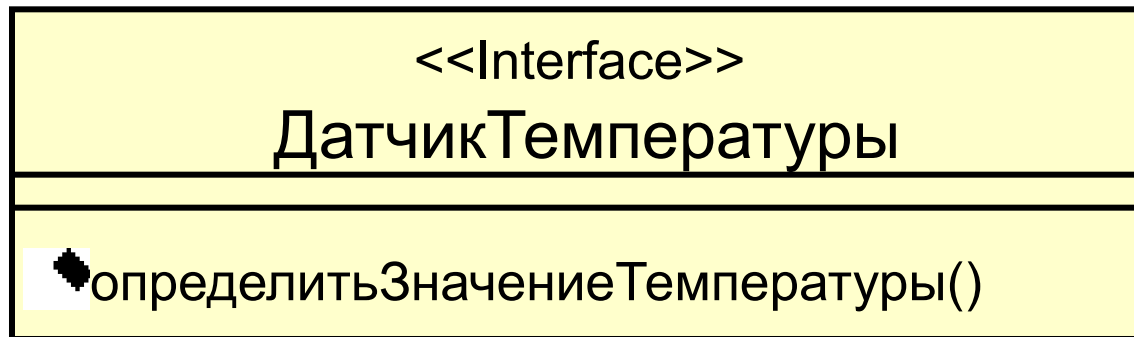 <<Interface>>
ДатчикТемпературы
определитьЗначениеТемпературы()